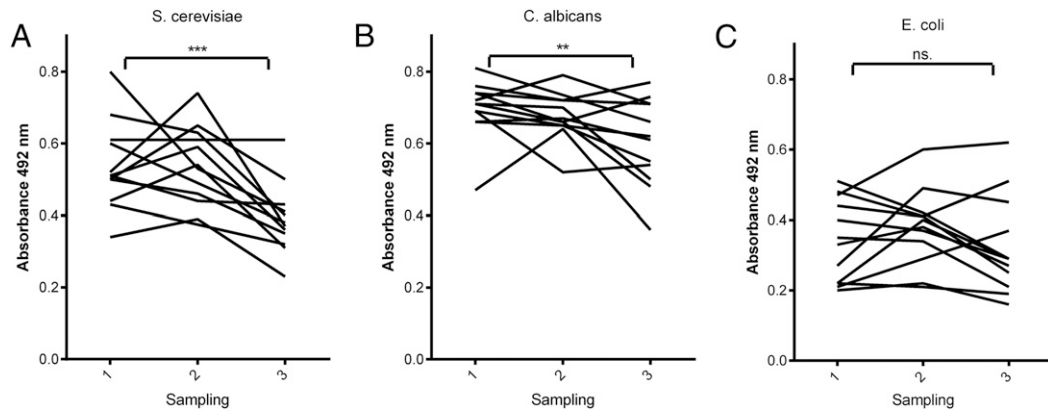 A
S. cerevisiae
***
0.8
0.6
0.4
0.2
0.0
Absorbance 492 nm
1
2
3
Sampling
B
C. albicans
**
0.8
0.6
0.4
0.2
0.0
Absorbance 492 nm
1
2
3
Sampling
C
E. coli
ns.
0.8
0.6
0.4
0.2
0.0
Absorbance 492 nm
1
2
3
Sampling